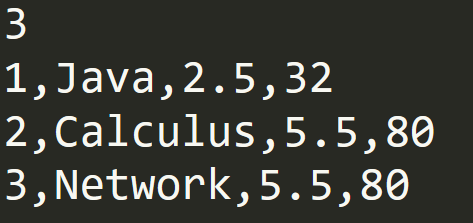 3
1,Java,2.5,32
2,Calculus,5.5,80
3,Network,5.5,80